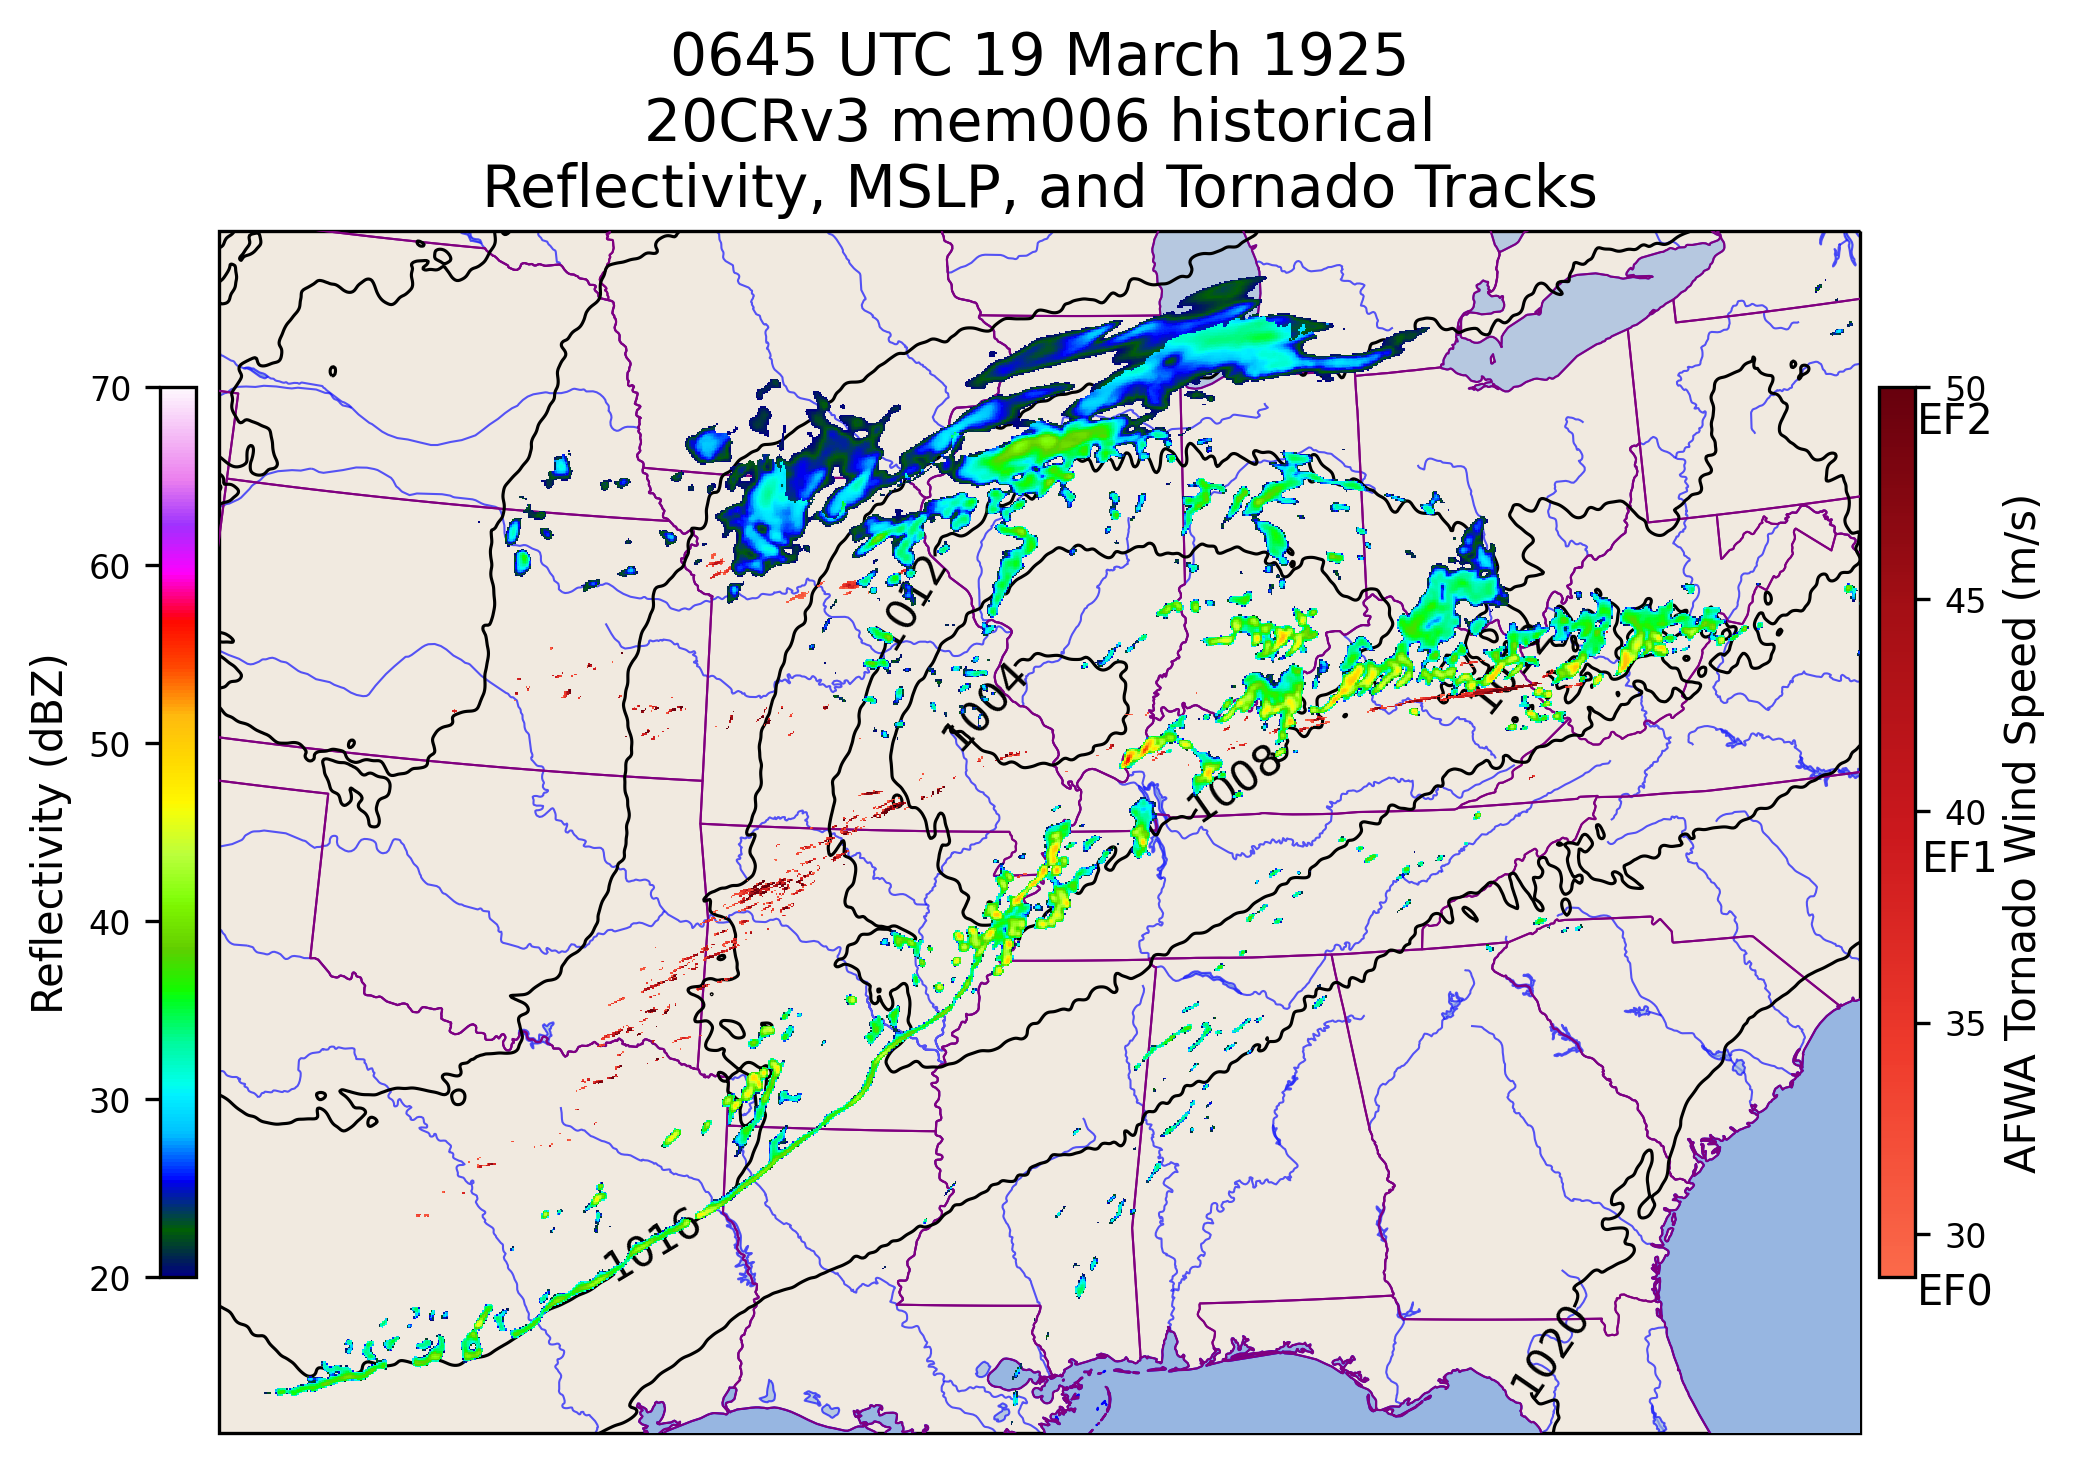 0645 UTC 19 March 1925
20CRv3 mem006 historical
Reflectivity, MSLP, and Tornado Tracks
Reflectivity (dBZ)
70
60
50
40
30
20
1012
1004
1008
1016
1020
50
EF2
45
40
EF1
35
30
EF0
AFWA Tornado Wind Speed (m/s)